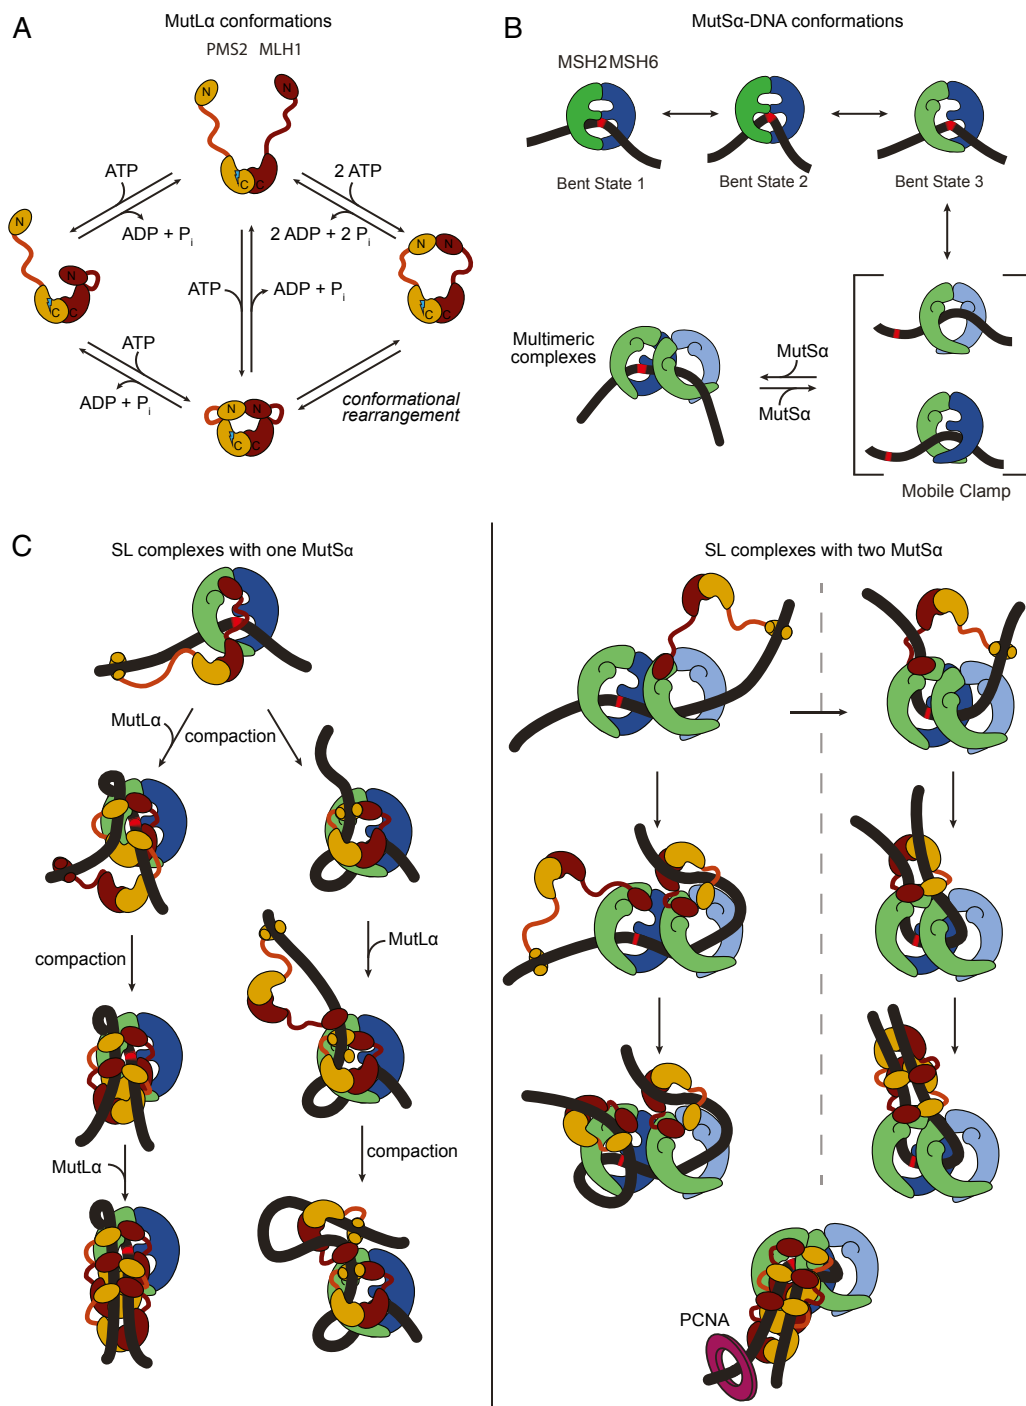 A
MutLα conformations
PMS2 MLH1
N
N
C
C
ATP
ADP + Pi
2 ATP
2 ADP + 2 Pi
N
N
C
C
N
N
C
C
ATP
ADP + Pi
ATP
ADP + Pi
conformational
rearrangement
N
N
C
C
B
MutSα-DNA conformations
MSH2 MSH6
Bent State 1
Bent State 2
Bent State 3
Multimeric
complexes
MutSα
MutSα
Mobile Clamp
C
SL complexes with one MutSα
MutLα
compaction
compaction
MutLα
MutLα
compaction
SL complexes with two MutSα
PCNA